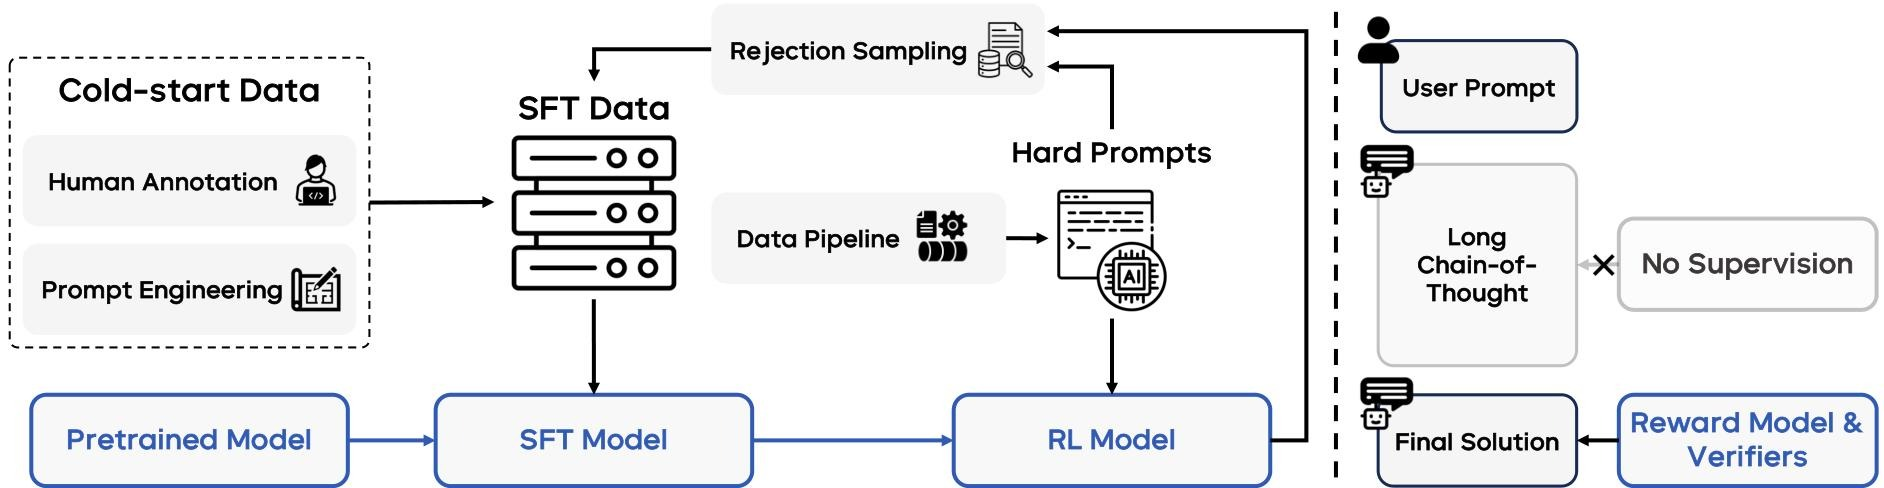 Cold-start Data
Human Annotation
</>
Prompt Engineering
SFT Data
Rejection Sampling
Data Pipeline
Hard Prompts
>_
AI
Pretrained Model
SFT Model
RL Model
User Prompt
Long
Chain-of-
Thought
No Supervision
Final Solution
Reward Model &
Verifiers